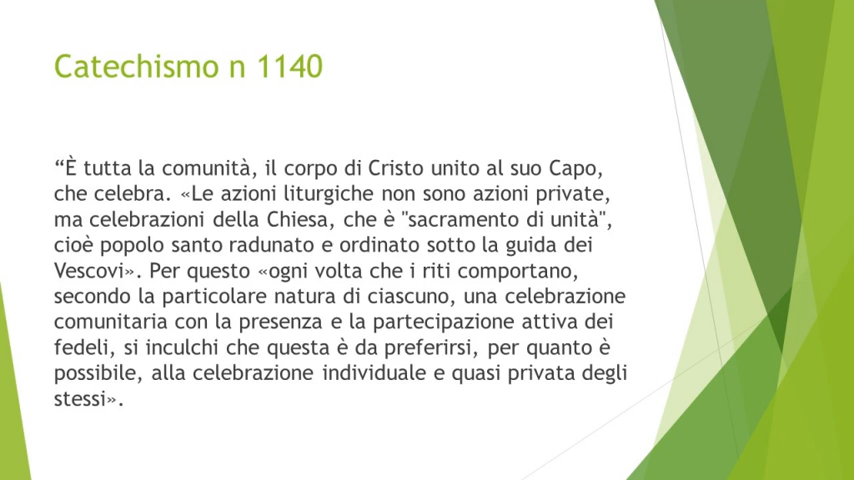 Catechismo n 1140
“È tutta la comunità, il corpo di Cristo unito al suo Capo,
che celebra. «Le azioni liturgiche non sono azioni private,
ma celebrazioni della Chiesa, che è "sacramento di unità",
cioè popolo santo radunato e ordinato sotto la guida dei
Vescovi». Per questo «ogni volta che i riti comportano,
secondo la particolare natura di ciascuno, una celebrazione
comunitaria con la presenza e la partecipazione attiva dei
fedeli, si inculchi che questa è da preferirsi, per quanto è
possibile, alla celebrazione individuale e quasi privata degli
stessi».